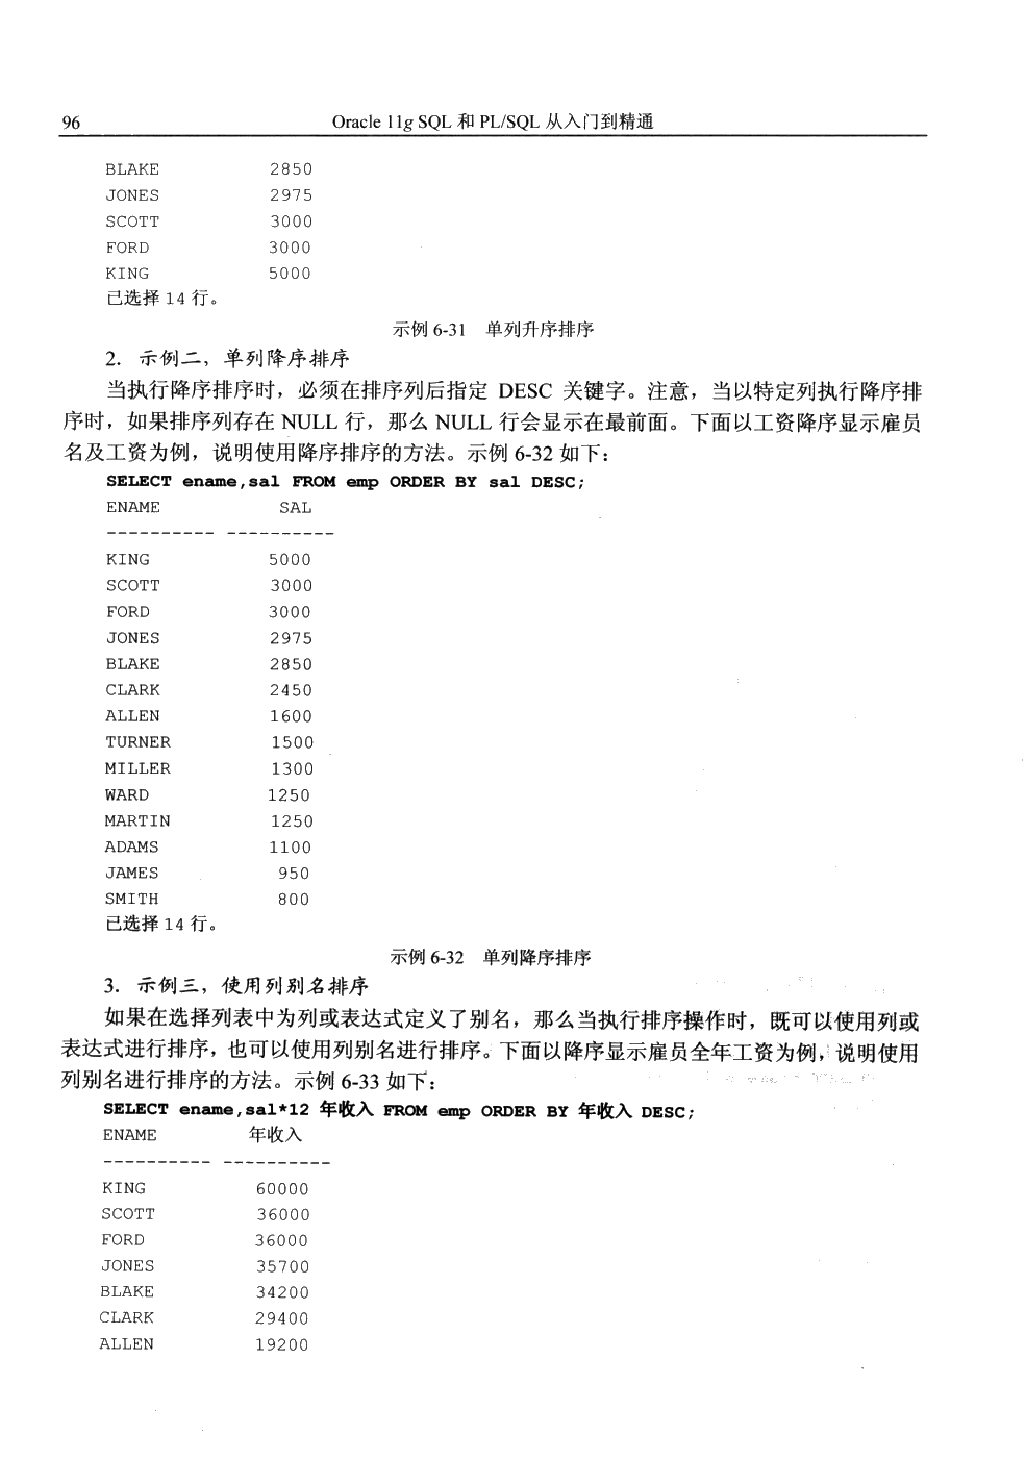 96 Oracle 11g SQL 和 PL/SQL 从入门到精通
BLAKE 2850
JONES 2975
SCOTT 3000
FORD 3000
KING 5000
已选择 14 行。
示例 6-31 单列升序排序
2．示例二，单列降序排序
当执行降序排序时，必须在排序列后指定 DESC 关键字。注意，当以特定列执行降序排
序时，如果排序列存在 NULL 行，那么 NULL 行会显示在最前面。下面以工资降序显示雇员
名及工资为例，说明使用降序排序的方法。示例 6-32 如下：
SELECT ename,sal FROM emp ORDER BY sal DESC;
ENAME SAL
---------- ----------
KING 5000
SCOTT 3000
FORD 3000
JONES 2975
BLAKE 2850
CLARK 2450
ALLEN 1600
TURNER 1500
MILLER 1300
WARD 1250
MARTIN 1250
ADAMS 1100
JAMES 950
SMITH 800
已选择 14 行。
示例 6-32 单列降序排序
3．示例三，使用列别名排序
如果在选择列表中为列或表达式定义了别名，那么当执行排序操作时，既可以使用列或
表达式进行排序，也可以使用列别名进行排序。下面以降序显示雇员全年工资为例，说明使用
列别名进行排序的方法。示例 6-33 如下：
SELECT ename,sal*12 年收入 FROM emp ORDER BY 年收入 DESC;
ENAME 年收入
---------- ----------
KING 60000
SCOTT 36000
FORD 36000
JONES 35700
BLAKE 34200
CLARK 29400
ALLEN 19200